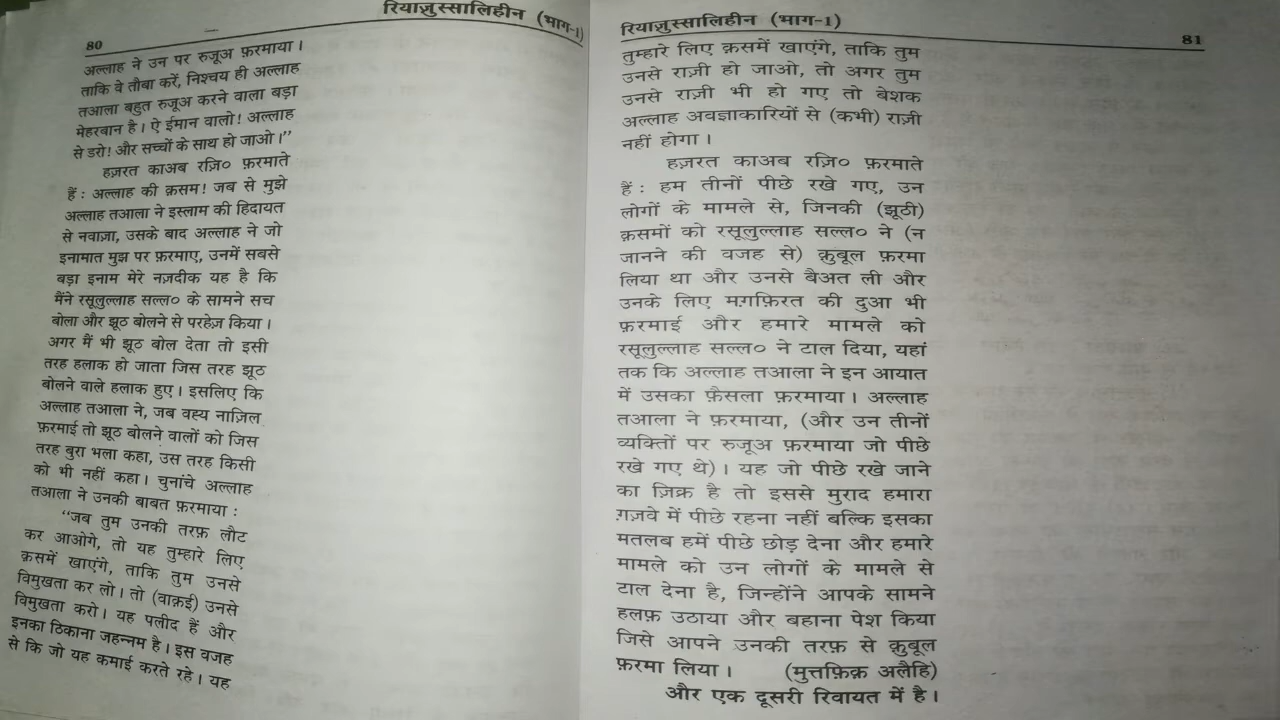 रियाज़ुस्सालिहीन (भाग-1)
80
अल्लाह ने उन पर रुजूअ फ़रमाया।
ताकि वे तौबा करें, निश्चय ही अल्लाह
तआला बहुत रुजूअ करने वाला बड़ा
मेहरबान है। ऐ ईमान वालो! अल्लाह
से डरो! और सच्चों के साथ हो जाओ।”
हज़रत काअब रज़ि० फ़रमाते
हैं : अल्लाह की क़सम! जब से मुझे
अल्लाह तआला ने इस्लाम की हिदायत
से नवाज़ा, उसके बाद अल्लाह ने जो
इनामात मुझ पर फ़रमाए, उनमें सबसे
बड़ा इनाम मेरे नज़दीक यह है कि
मैंने रसूलुल्लाह सल्ल० के सामने सच
बोला और झूठ बोलने से परहेज़ किया।
अगर मैं भी झूठ बोल देता तो इसी
तरह हलाक हो जाता जिस तरह झूठ
बोलने वाले हलाक हुए। इसलिए कि
अल्लाह तआला ने, जब वह्य नाज़िल
फ़रमाई तो झूठ बोलने वालों को जिस
तरह बुरा भला कहा, उस तरह किसी
को भी नहीं कहा। चुनांचे अल्लाह
तआला ने उनकी बाबत फ़रमाया :
“जब तुम उनकी तरफ़ लौट
कर आओगे, तो यह तुम्हारे लिए
क़समें खाएंगे, ताकि तुम उनसे
विमुखता कर लो। तो (वाक़ई) उनसे
विमुखता करो। यह पलीद हैं और
इनका ठिकाना जहन्नम है। इस वजह
से कि जो यह कमाई करते रहे। यह
रियाज़ुस्सालिहीन (भाग-1)
81
तुम्हारे लिए क़समें खाएंगे, ताकि तुम
उनसे राज़ी हो जाओ, तो अगर तुम
उनसे राज़ी भी हो गए तो बेशक
अल्लाह अवज्ञाकारियों से (कभी) राज़ी
नहीं होगा।
हज़रत काअब रज़ि० फ़रमाते
हैं : हम तीनों पीछे रखे गए, उन
लोगों के मामले से, जिनकी (झूठी)
क़समों को रसूलुल्लाह सल्ल० ने (न
जानने की वजह से) क़ुबूल फ़रमा
लिया था और उनसे बैअत ली और
उनके लिए मग़फ़िरत की दुआ भी
फ़रमाई और हमारे मामले को
रसूलुल्लाह सल्ल० ने टाल दिया, यहां
तक कि अल्लाह तआला ने इन आयात
में उसका फ़ैसला फ़रमाया। अल्लाह
तआला ने फ़रमाया, (और उन तीनों
व्यक्तियों पर रुजूअ फ़रमाया जो पीछे
रखे गए थे)। यह जो पीछे रखे जाने
का ज़िक्र है तो इससे मुराद हमारा
ग़ज़वे में पीछे रहना नहीं बल्कि इसका
मतलब हमें पीछे छोड़ देना और हमारे
मामले को उन लोगों के मामले से
टाल देना है, जिन्होंने आपके सामने
हलफ़ उठाया और बहाना पेश किया
जिसे आपने उनकी तरफ़ से क़ुबूल
फ़रमा लिया। (मुत्तफ़िक़ अलैहि)
और एक दूसरी रिवायत में है।